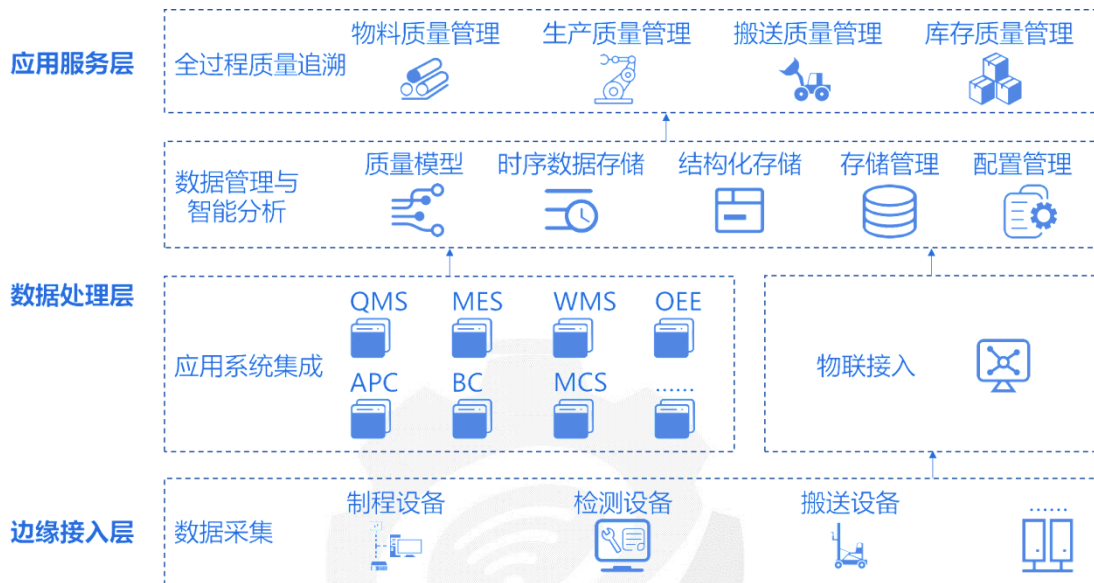 应用服务层
全过程质量追溯
物料质量管理
生产质量管理
搬送质量管理
库存质量管理
数据处理层
数据管理与
智能分析
质量模型
时序数据存储
结构化存储
存储管理
配置管理
应用系统集成
QMS
MES
WMS
OEE
APC
BC
MCS
......
物联接入
边缘接入层
数据采集
制程设备
检测设备
搬送设备
......